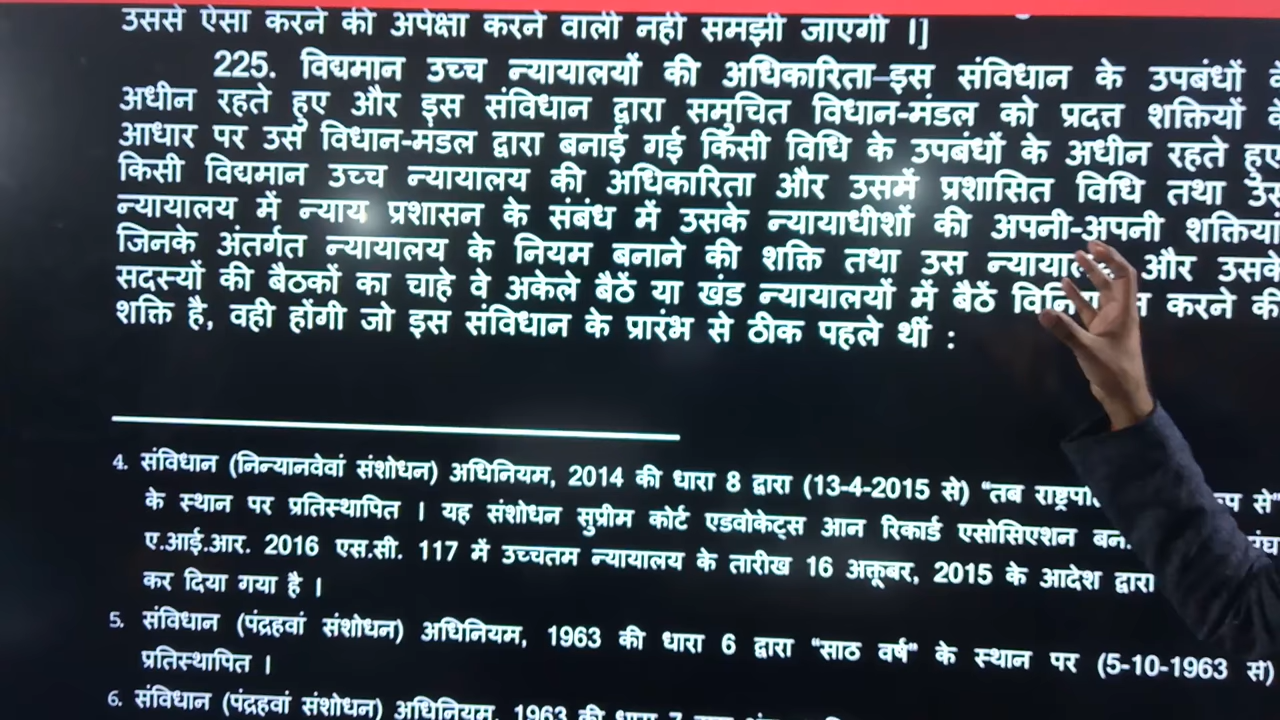 उससे ऐसा करने की अपेक्षा करने वाली नहीं समझी जाएगी ।]
225. विद्यमान उच्च न्यायालयों की अधिकारिता–इस संविधान के उपबंधों
अधीन रहते हुए और इस संविधान द्वारा समुचित विधान-मंडल को प्रदत्त शक्तियों
आधार पर उस विधान-मंडल द्वारा बनाई गई किसी विधि के उपबंधों के अधीन रहते हुए
किसी विद्यमान उच्च न्यायालय की अधिकारिता और उसमें प्रशासित विधि तथा उस
न्यायालय में न्याय प्रशासन के संबंध में उसके न्यायाधीशों की अपनी-अपनी शक्तियां
जिनके अंतर्गत न्यायालय के नियम बनाने की शक्ति तथा उस और उसके
सदस्यों की बैठकों का चाहे वे अकेले बैठें या खंड न्यायालयों में बैठें करने की
शक्ति है, वही होंगी जो इस संविधान के प्रारंभ से ठीक पहले थीं :
4. संविधान (निन्यानवेवां संशोधन) अधिनियम, 2014 की धारा 8 द्वारा (13-4-2015 से) “तब से”
के स्थान पर प्रतिस्थापित । यह संशोधन सुप्रीम कोर्ट एडवोकेट्स आन रिकार्ड एसोसिएशन
ए.आई.आर. 2016 एस.सी. 117 में उच्चतम न्यायालय के तारीख 16 अक्तूबर, 2015 के आदेश द्वारा
कर दिया गया है ।
5. संविधान (पंद्रहवां संशोधन) अधिनियम, 1963 की धारा 6 द्वारा “साठ वर्ष” के स्थान पर (5-10-1963 से)
प्रतिस्थापित ।
6. संविधान (पंद्रहवां संशोधन) अधिनियम, 1963 की धारा 7